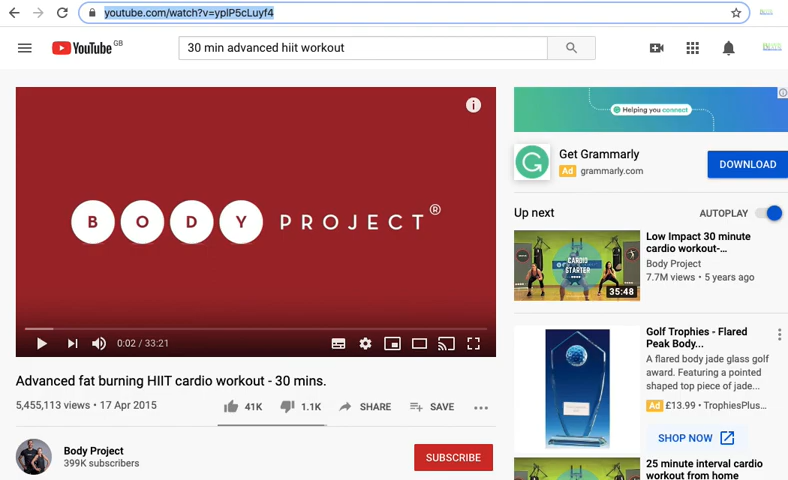 youtube.com/watch?v=yplP5cLuyf4
YouTube GB
30 min advanced hiit workout
i
BODY PROJECT®
0:02 / 33:21
Advanced fat burning HIIT cardio workout - 30 mins.
5,455,113 views • 17 Apr 2015
41K
1.1K
SHARE
SAVE
Body Project
399K subscribers
SUBSCRIBE
Helping you connect
Get Grammarly
Ad grammarly.com
DOWNLOAD
Up next
AUTOPLAY
CARDIO
STARTER
35:48
Low Impact 30 minute
cardio workout-...
Body Project
7.7M views • 5 years ago
Golf Trophies - Flared
Peak Body...
A flared body jade glass golf
award. Featuring a pointed
shaped top piece of jade...
Ad £13.99 • TrophiesPlus...
SHOP NOW
25 minute interval cardio
workout from home